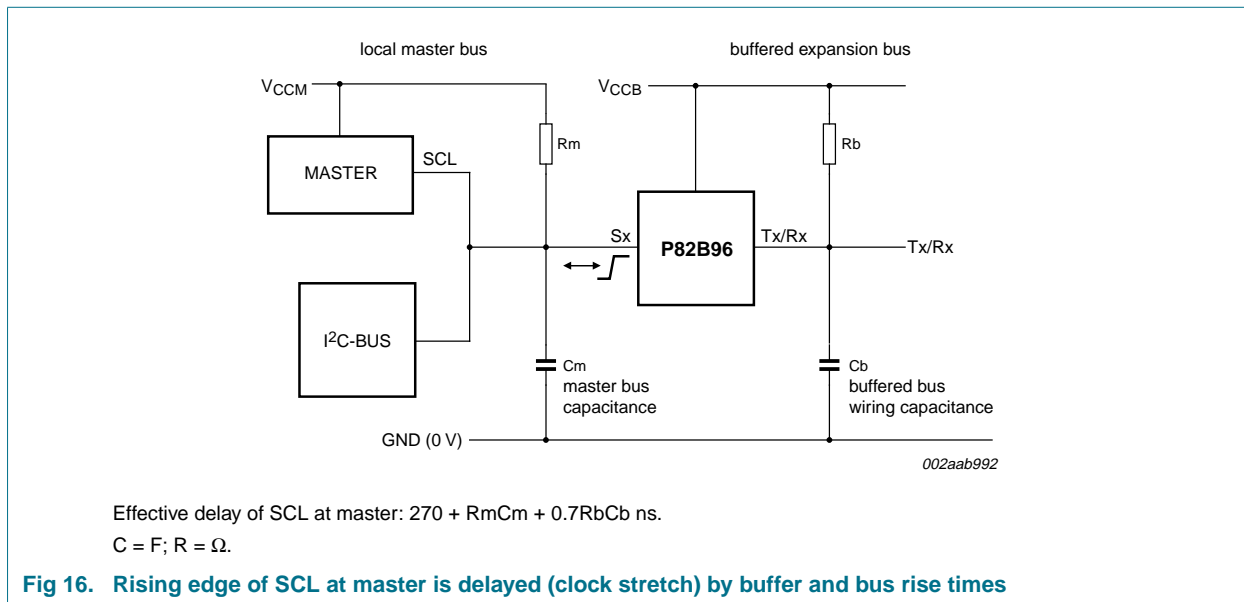 local master bus
buffered expansion bus
VCCM
VCCB
Rm
Rb
MASTER
SCL
Sx
P82B96
Tx/Rx
Tx/Rx
I2C-BUS
Cm
master bus
capacitance
Cb
buffered bus
wiring capacitance
GND (0 V)
002aab992
Effective delay of SCL at master: 270 + RmCm + 0.7RbCb ns.
C = F; R = Ω.
Fig 16. Rising edge of SCL at master is delayed (clock stretch) by buffer and bus rise times